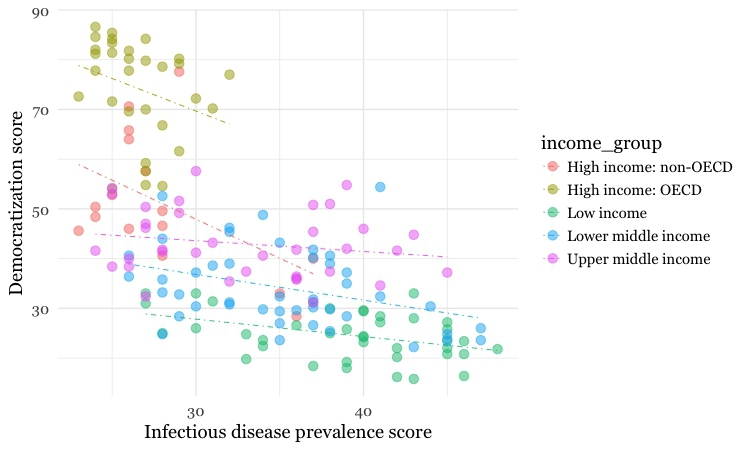 90
70
50
30
Democratization score
30
40
Infectious disease prevalence score
income_group
High income: non-OECD
High income: OECD
Low income
Lower middle income
Upper middle income